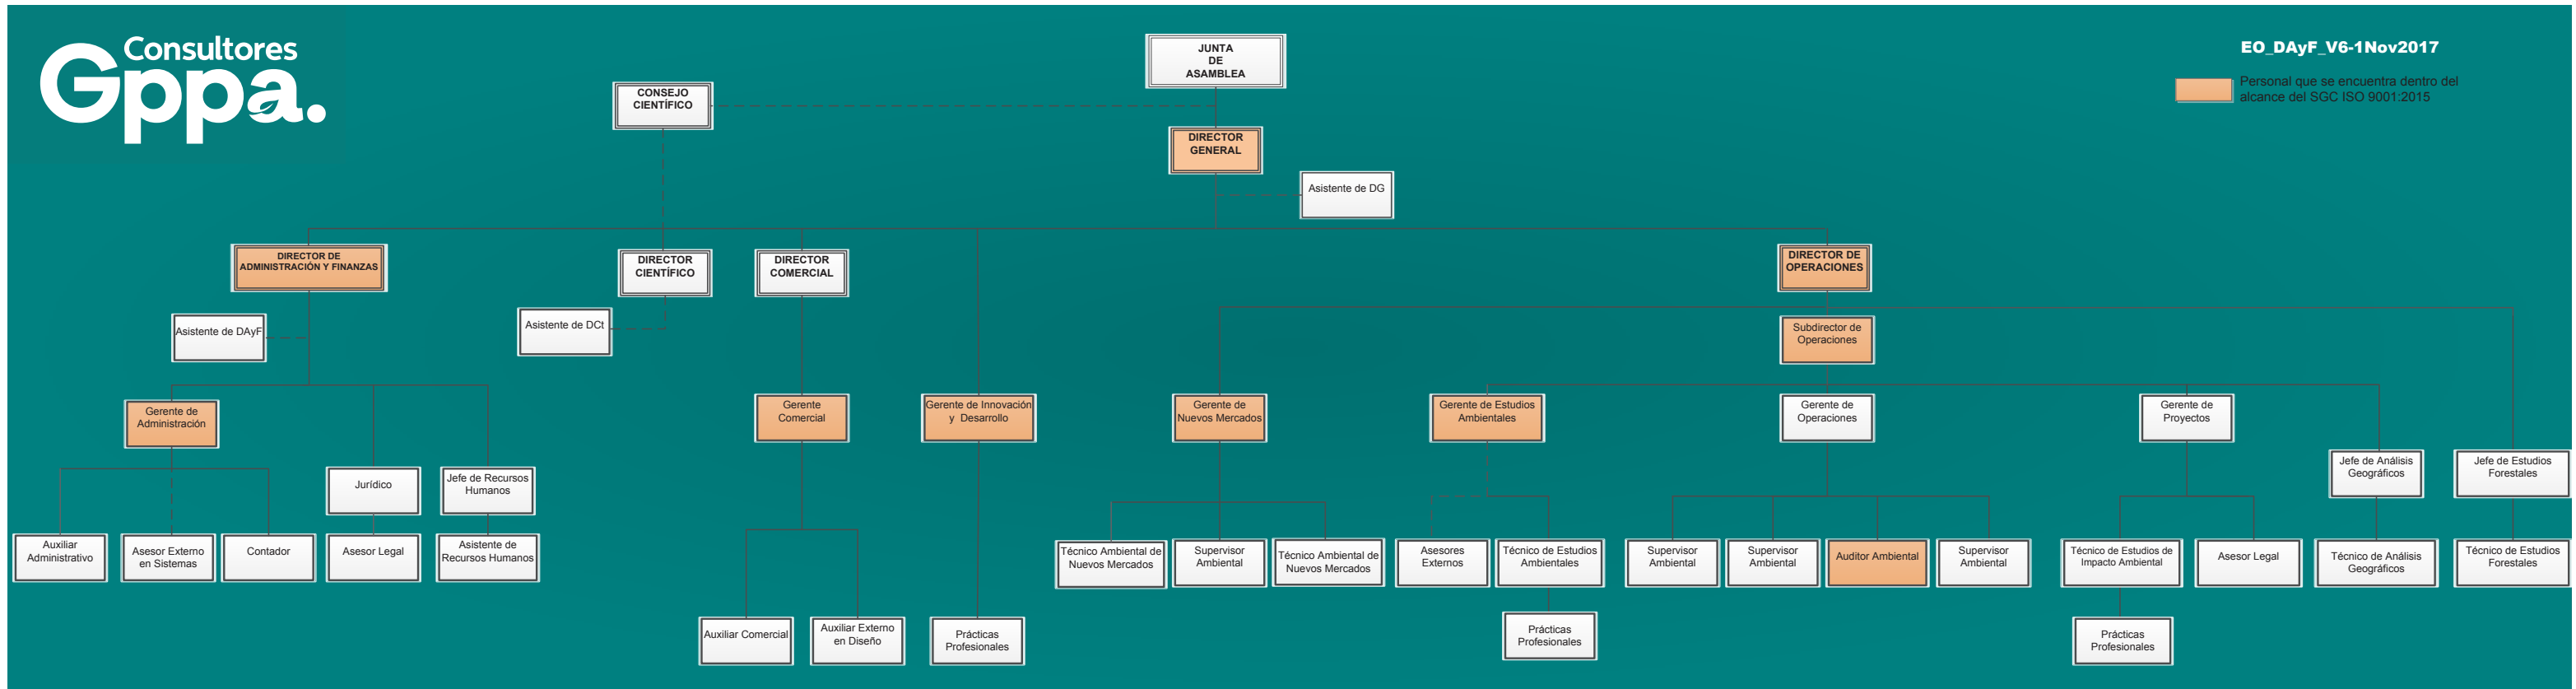 Consultores
Gppa.
EO_DAyF_V6-1Nov2017
Personal que se encuentra dentro del
alcance del SGC ISO 9001:2015
JUNTA
DE
ASAMBLEA
CONSEJO
CIENTÍFICO
DIRECTOR
GENERAL
Asistente de DG
DIRECTOR DE
ADMINISTRACIÓN Y FINANZAS
DIRECTOR
CIENTÍFICO
DIRECTOR
COMERCIAL
DIRECTOR DE
OPERACIONES
Asistente de DAyF
Asistente de DCt
Subdirector de
Operaciones
Gerente de
Administración
Gerente
Comercial
Gerente de Innovación
y Desarrollo
Gerente de
Nuevos Mercados
Gerente de Estudios
Ambientales
Gerente de
Operaciones
Gerente de
Proyectos
Jurídico
Jefe de Recursos
Humanos
Jefe de Análisis
Geográficos
Jefe de Estudios
Forestales
Auxiliar
Administrativo
Asesor Externo
en Sistemas
Contador
Asesor Legal
Asistente de
Recursos Humanos
Técnico Ambiental de
Nuevos Mercados
Supervisor
Ambiental
Técnico Ambiental de
Nuevos Mercados
Asesores
Externos
Técnico de Estudios
Ambientales
Supervisor
Ambiental
Supervisor
Ambiental
Auditor Ambiental
Supervisor
Ambiental
Técnico de Estudios de
Impacto Ambiental
Asesor Legal
Técnico de Análisis
Geográficos
Técnico de Estudios
Forestales
Auxiliar Comercial
Auxiliar Externo
en Diseño
Prácticas
Profesionales
Prácticas
Profesionales
Prácticas
Profesionales